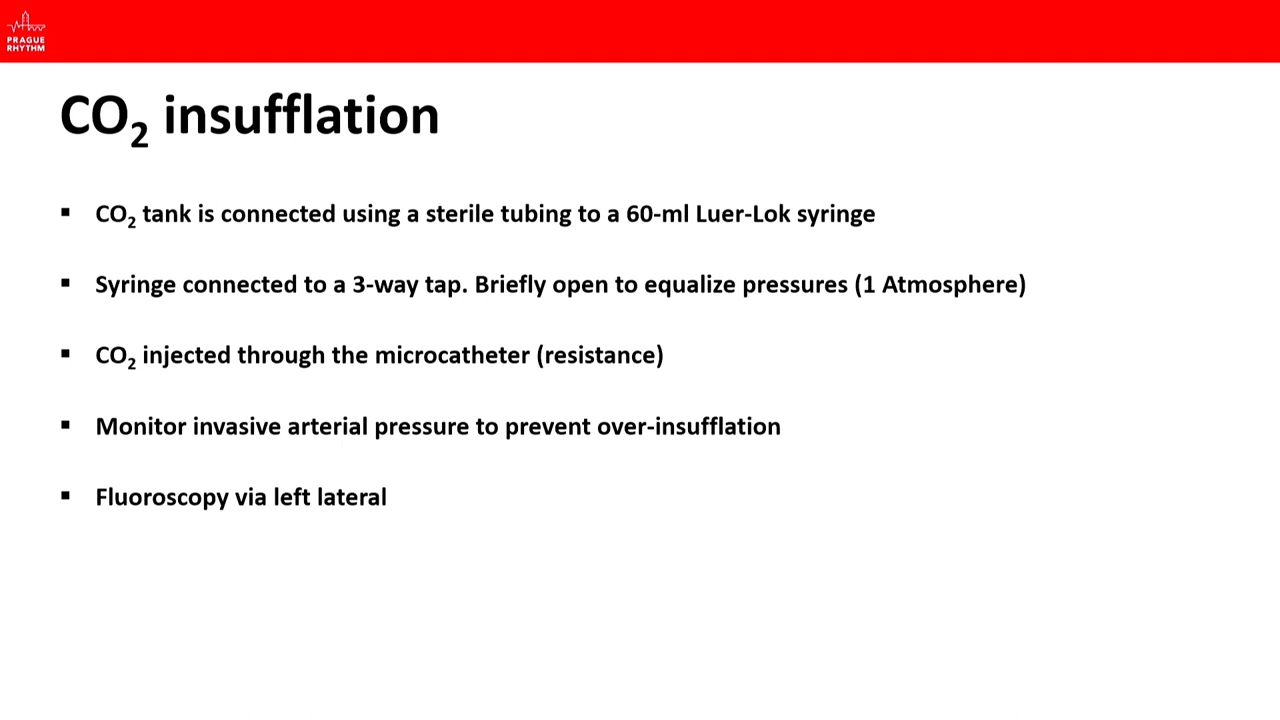 PRAGUE
RHYTHM
CO₂ insufflation
▪ CO₂ tank is connected using a sterile tubing to a 60-ml Luer-Lok syringe
▪ Syringe connected to a 3-way tap. Briefly open to equalize pressures (1 Atmosphere)
▪ CO₂ injected through the microcatheter (resistance)
▪ Monitor invasive arterial pressure to prevent over-insufflation
▪ Fluoroscopy via left lateral